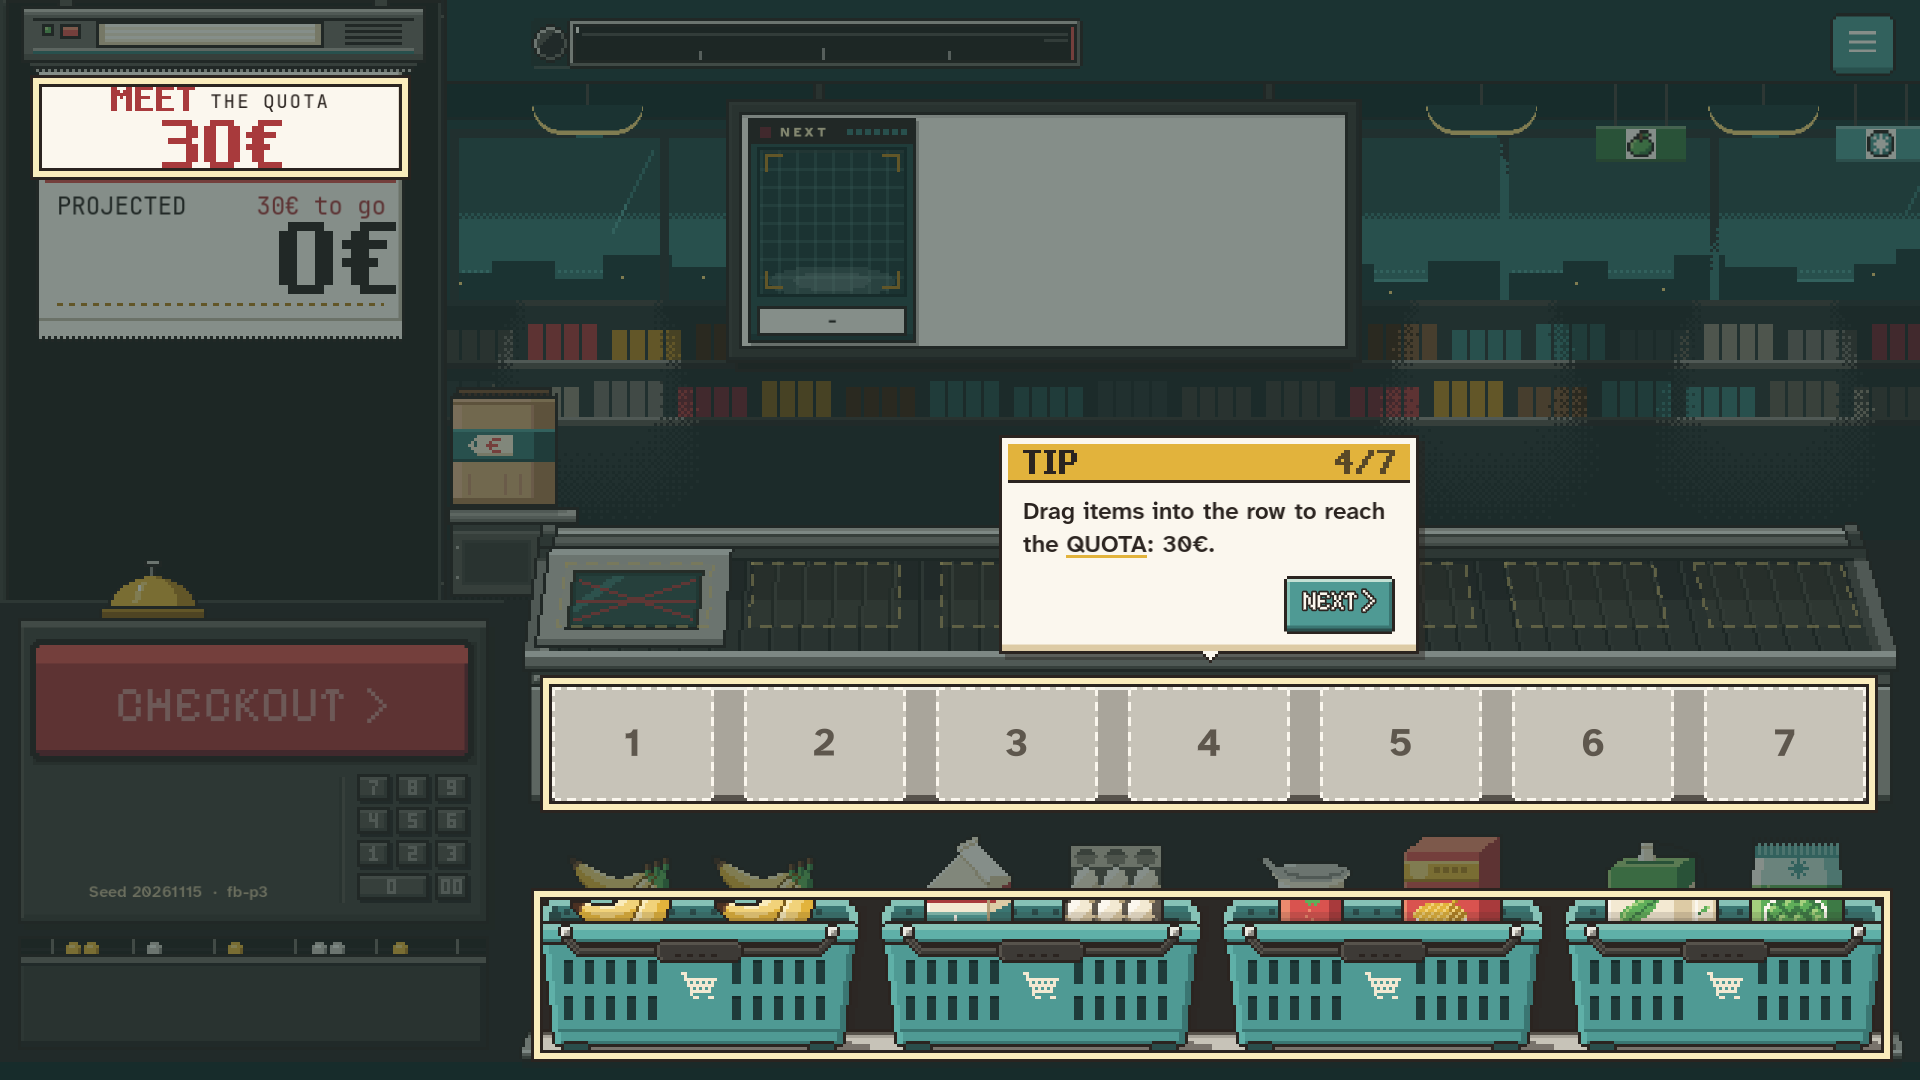 MEET THE QUOTA
30€
PROJECTED 30€ to go
0€
NEXT
-
€
TIP 4/7
Drag items into the row to reach
the QUOTA: 30€.
NEXT>
CHECKOUT >
1 2 3 4 5 6 7
7 8 9
4 5 6
1 2 3
0 00
Seed 20261115 · fb-p3